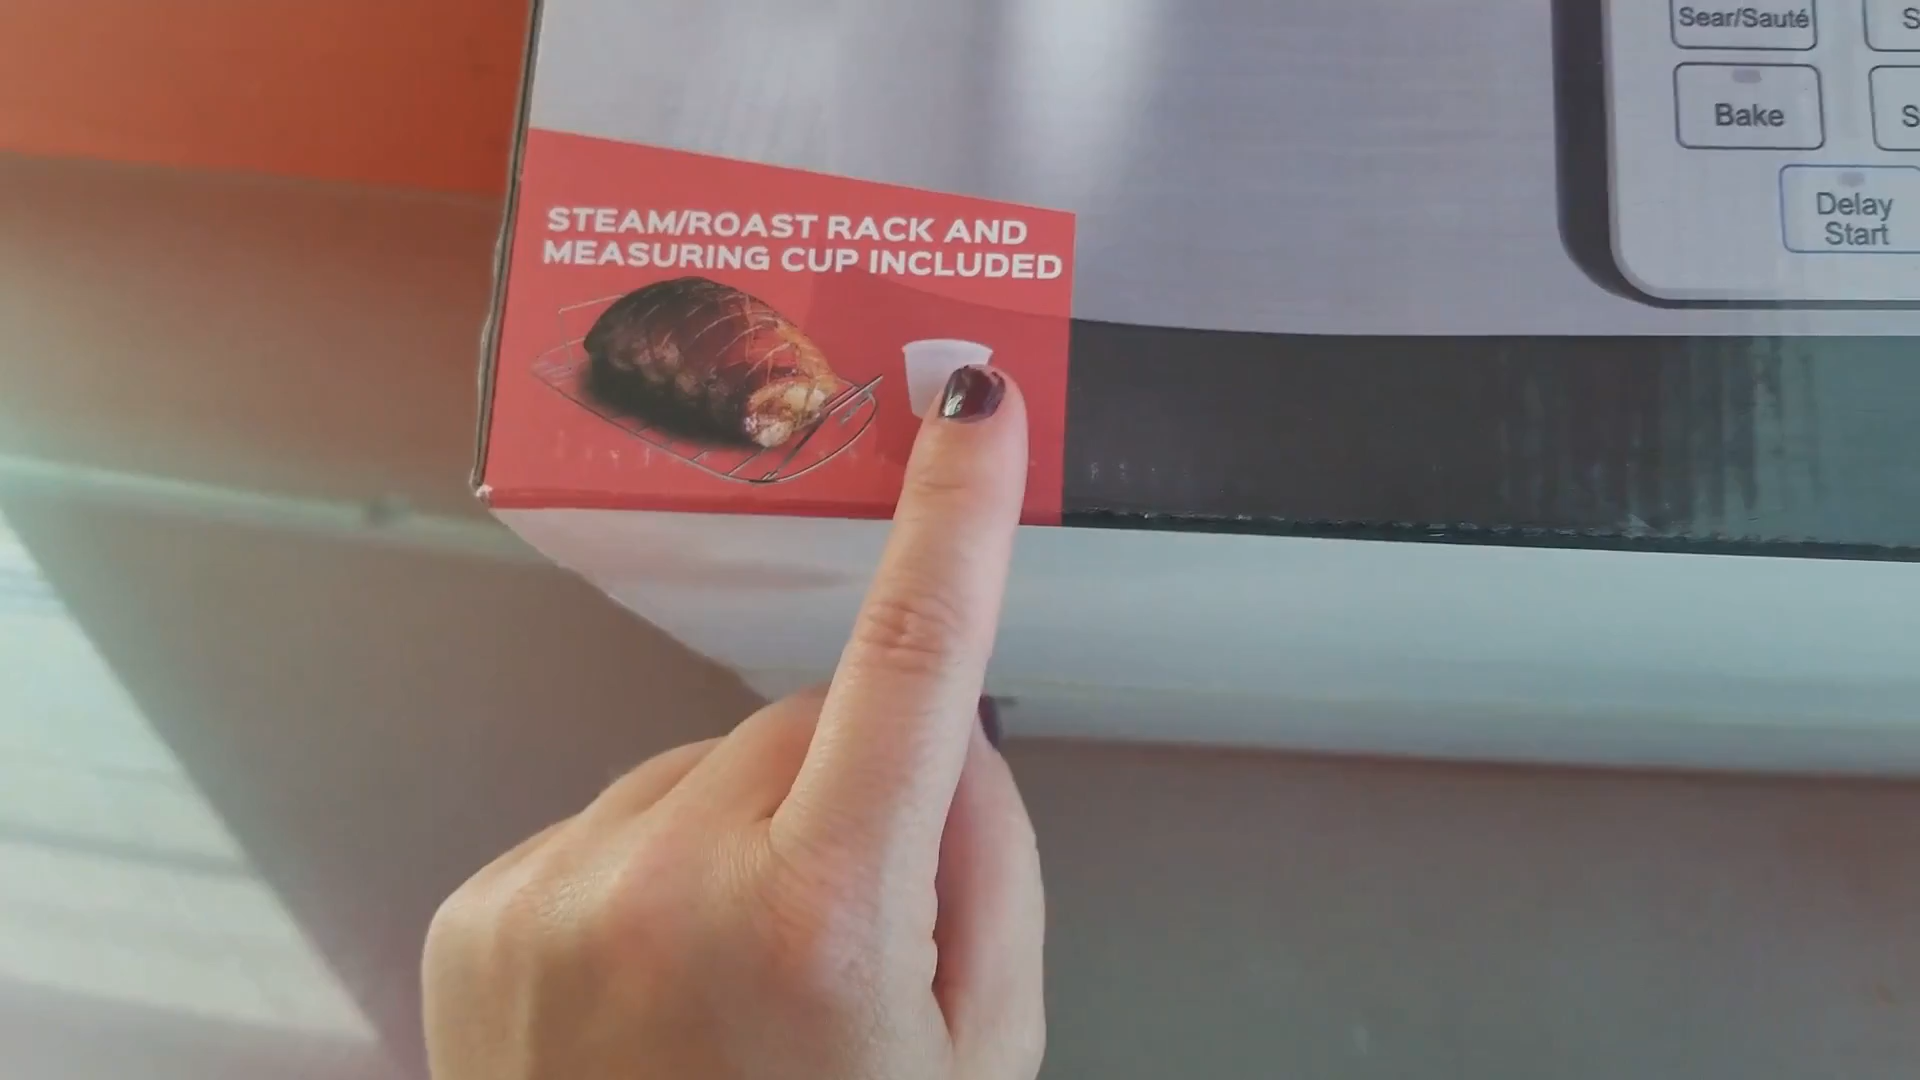 Sear/Sauté
Bake
Delay
Start
STEAM/ROAST RACK AND
MEASURING CUP INCLUDED